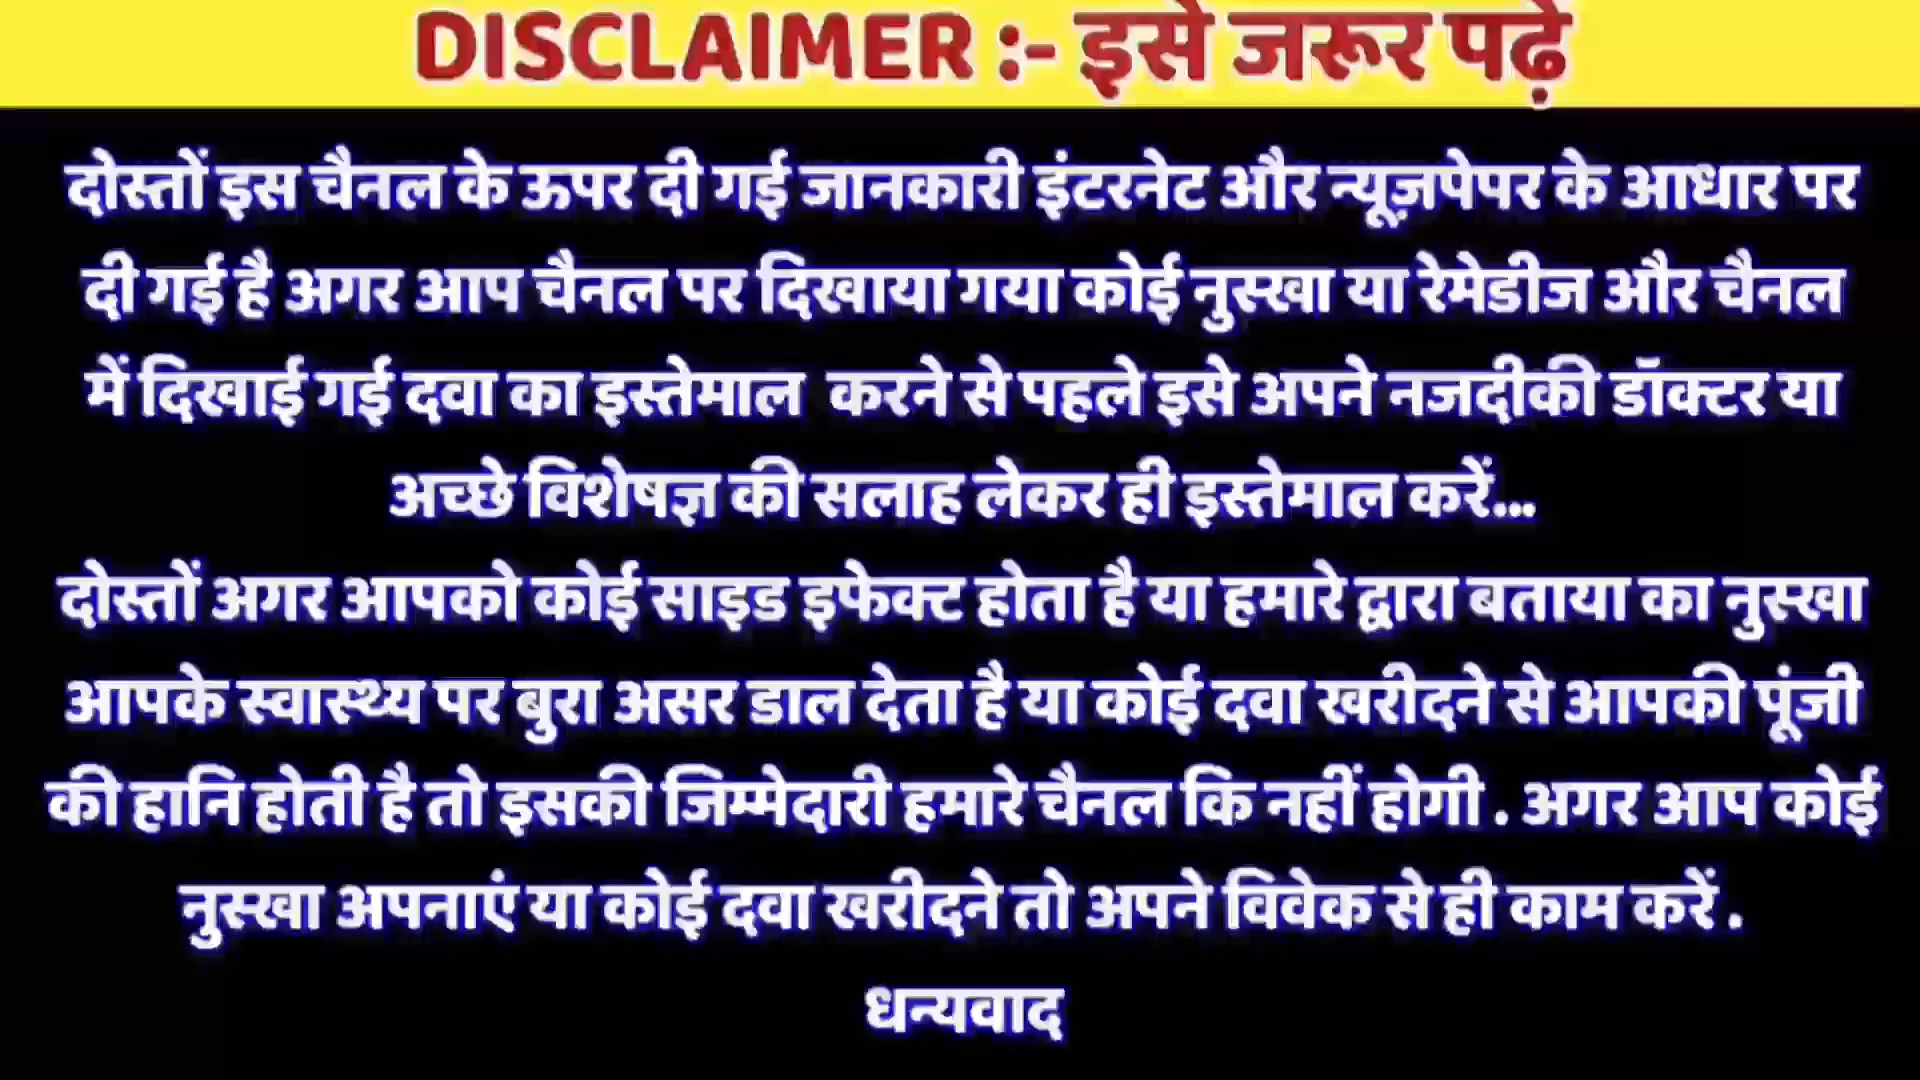 DISCLAIMER :- इसे जरूर पढ़े
दोस्तों इस चैनल के ऊपर दी गई जानकारी इंटरनेट और न्यूज़पेपर के आधार पर
दी गई है अगर आप चैनल पर दिखाया गया कोई नुस्खा या रेमेडीज और चैनल
में दिखाई गई दवा का इस्तेमाल करने से पहले इसे अपने नजदीकी डॉक्टर या
अच्छे विशेषज्ञ की सलाह लेकर ही इस्तेमाल करें...
दोस्तों अगर आपको कोई साइड इफेक्ट होता है या हमारे द्वारा बताया का नुस्खा
आपके स्वास्थ्य पर बुरा असर डाल देता है या कोई दवा खरीदने से आपकी पूंजी
की हानि होती है तो इसकी जिम्मेदारी हमारे चैनल कि नहीं होगी . अगर आप कोई
नुस्खा अपनाएं या कोई दवा खरीदने तो अपने विवेक से ही काम करें .
धन्यवाद